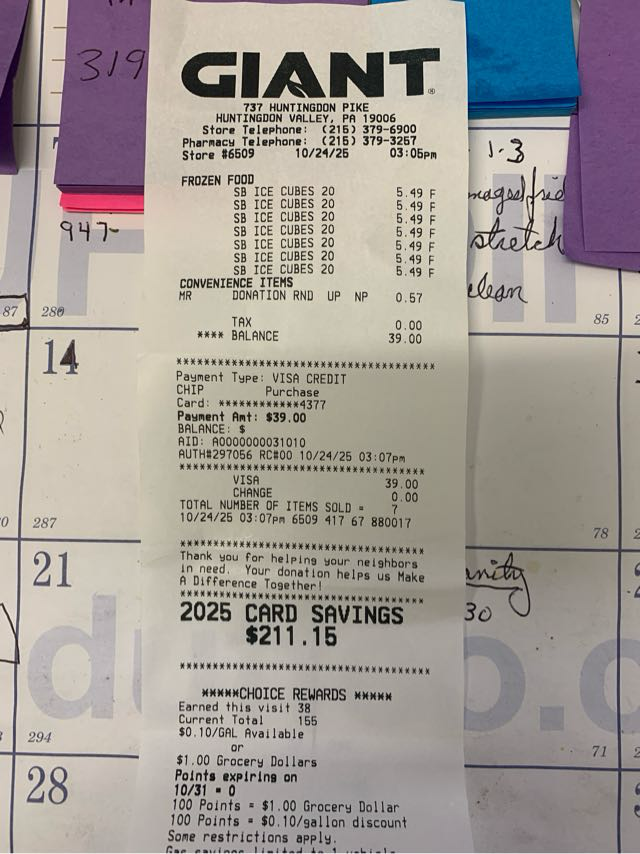 319
GIANT®
737 HUNTINGDON PIKE
HUNTINGDON VALLEY, PA 19006
Store Telephone: (215) 379-6900
Pharmacy Telephone: (215) 379-3257
Store #6509 10/24/25 03:05pm
FROZEN FOOD
SB ICE CUBES 20 5.49 F
SB ICE CUBES 20 5.49 F
SB ICE CUBES 20 5.49 F
SB ICE CUBES 20 5.49 F
SB ICE CUBES 20 5.49 F
SB ICE CUBES 20 5.49 F
SB ICE CUBES 20 5.49 F
CONVENIENCE ITEMS
MR DONATION RND UP NP 0.57
TAX 0.00
**** BALANCE 39.00
************************************
Payment Type: VISA CREDIT
CHIP Purchase
Card: ************4377
Payment Amt: $39.00
BALANCE: $
AID: A0000000031010
AUTH#297056 RC#00 10/24/25 03:07pm
************************************
VISA 39.00
CHANGE 0.00
TOTAL NUMBER OF ITEMS SOLD = 7
10/24/25 03:07pm 6509 417 67 880017
************************************
Thank you for helping your neighbors
in need. Your donation helps us Make
A Difference Together!
************************************
2025 CARD SAVINGS
$211.15
************************************
*****CHOICE REWARDS *****
Earned this visit 38
Current Total 155
$0.10/GAL Available
or
$1.00 Grocery Dollars
Points expiring on
10/31 = 0
100 Points = $1.00 Grocery Dollar
100 Points = $0.10/gallon discount
Some restrictions apply.
Gas savings limited to 1 vehicle
947
87
280
14
287
21
294
28
1-3
stretch
clean
85
78
30
71